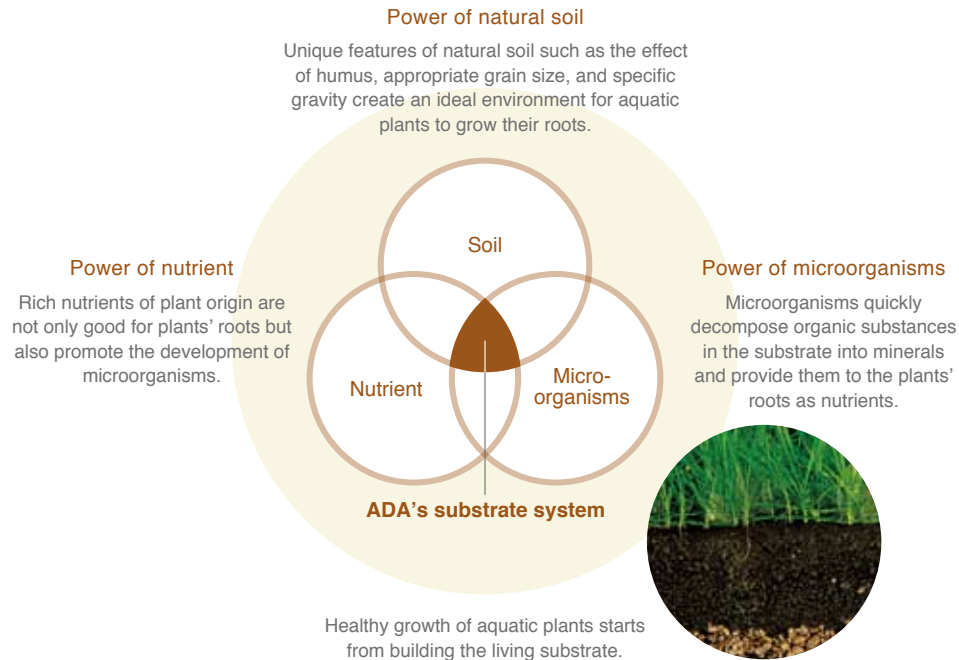 Power of natural soil
Unique features of natural soil such as the effect
of humus, appropriate grain size, and specific
gravity create an ideal environment for aquatic
plants to grow their roots.
Soil
Power of nutrient
Rich nutrients of plant origin are
not only good for plants’ roots but
also promote the development of
microorganisms.
Nutrient
Micro-
organisms
Power of microorganisms
Microorganisms quickly
decompose organic substances
in the substrate into minerals
and provide them to the plants’
roots as nutrients.
ADA’s substrate system
Healthy growth of aquatic plants starts
from building the living substrate.